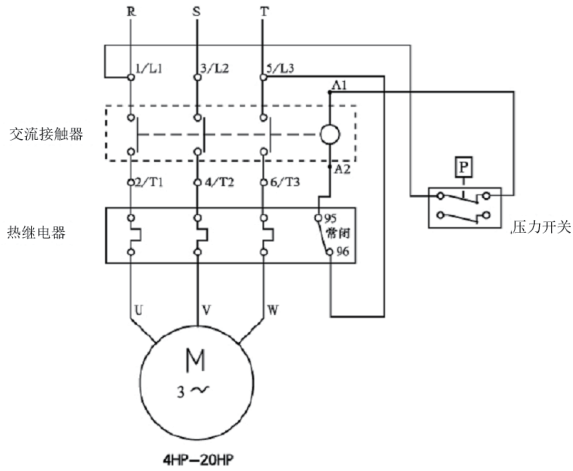 R S T
1/L1 3/L2 5/L3
A1
交流接触器
A2
2/T1 4/T2 6/T3
P
热继电器
95
常闭
96
压力开关
U V W
M
3 ～
4HP—20HP